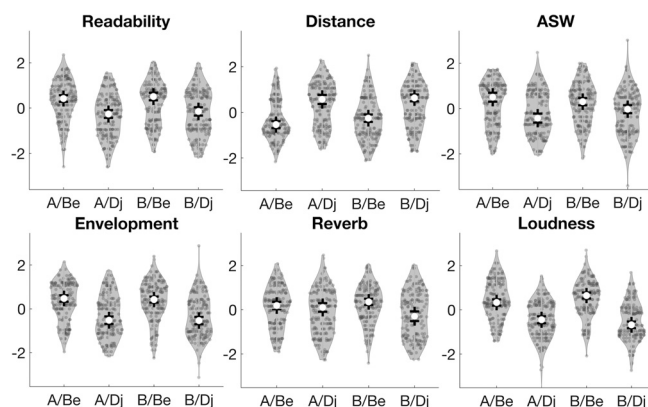 Readability Distance ASW
2 2 2
0 0 0
-2 -2 -2
A/Be A/Dj B/Be B/Dj A/Be A/Dj B/Be B/Dj A/Be A/Dj B/Be B/Dj
Envelopment Reverb Loudness
2 2 2
0 0 0
-2 -2 -2
A/Be A/Dj B/Be B/Dj A/Be A/Dj B/Be B/Dj A/Be A/Dj B/Be B/Dj